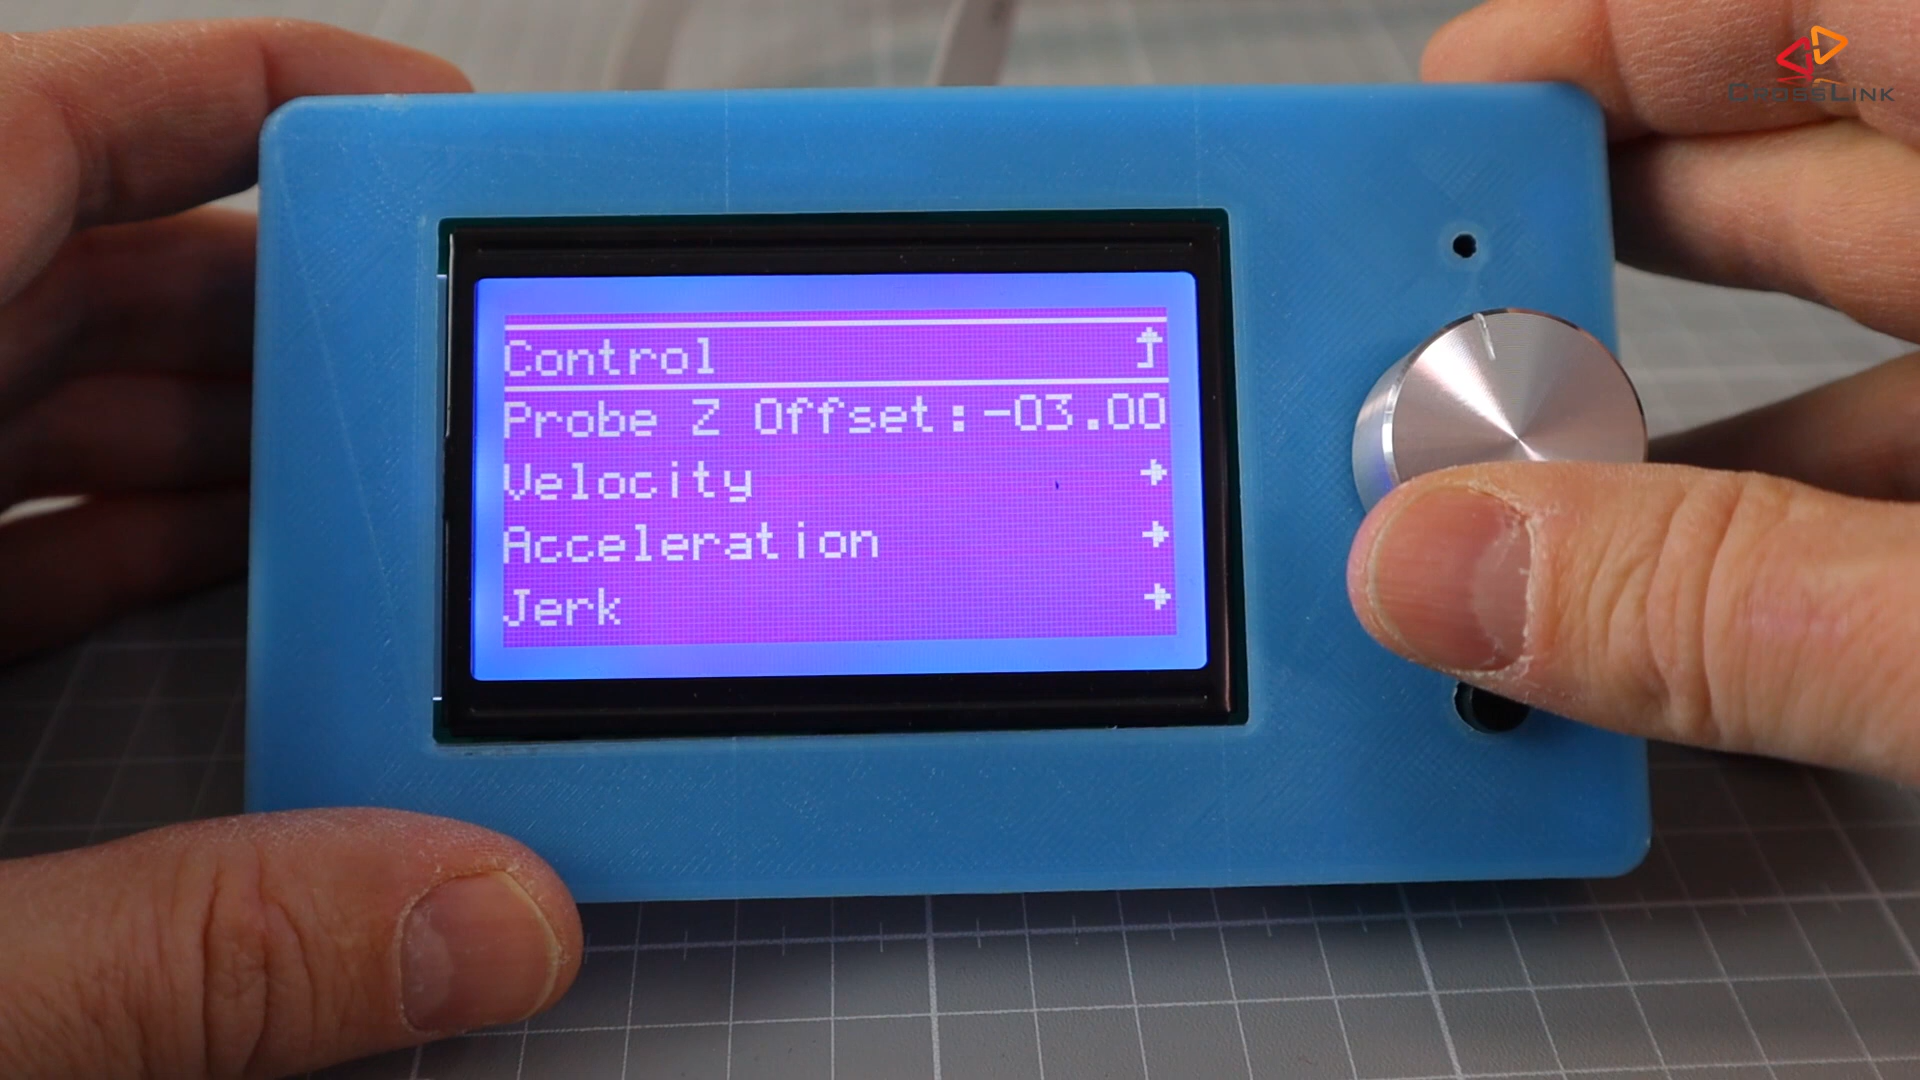 CROSSLINK
Control
Probe Z Offset:-03.00
Velocity
Acceleration
Jerk